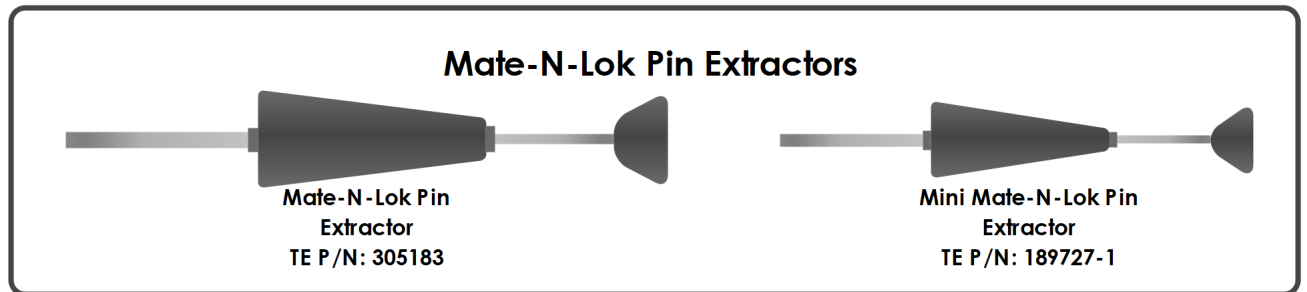 Mate-N-Lok Pin Extractors
Mate-N-Lok Pin
Extractor
TE P/N: 305183
Mini Mate-N-Lok Pin
Extractor
TE P/N: 189727-1